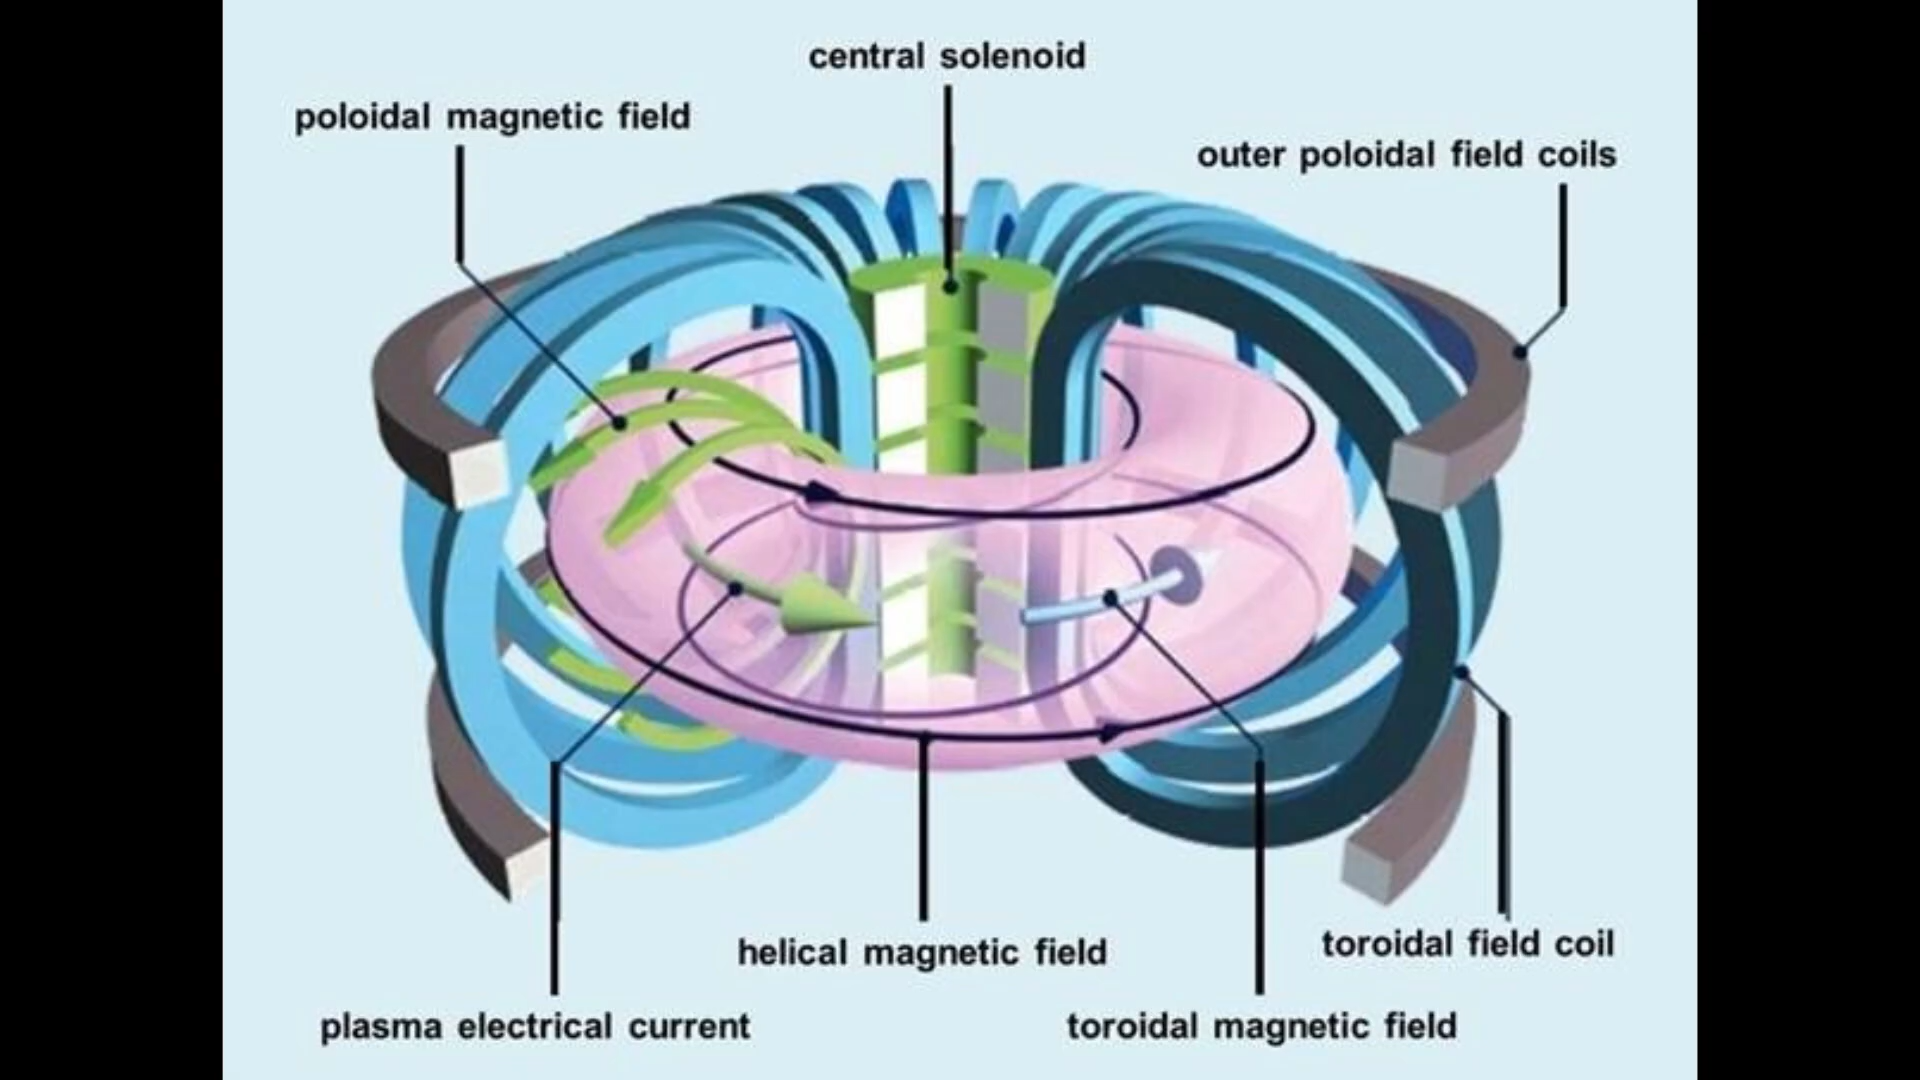 central solenoid
poloidal magnetic field
outer poloidal field coils
helical magnetic field
toroidal field coil
plasma electrical current
toroidal magnetic field